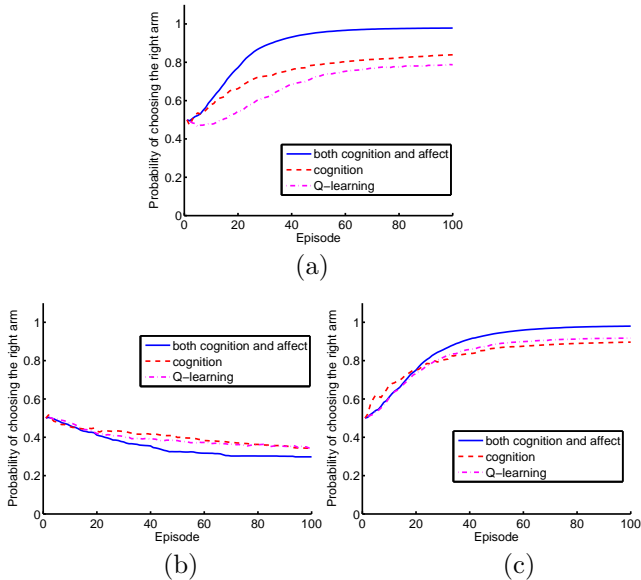 Probability of choosing the right arm
1
0.8
0.6
0.4
0.2
0
0 20 40 60 80 100
Episode
both cognition and affect
cognition
Q−learning
(a)
Probability of choosing the right arm
1
0.8
0.6
0.4
0.2
0
0 20 40 60 80 100
Episode
both cognition and affect
cognition
Q−learning
(b)
Probability of choosing the right arm
1
0.8
0.6
0.4
0.2
0
0 20 40 60 80 100
Episode
both cognition and affect
cognition
Q−learning
(c)